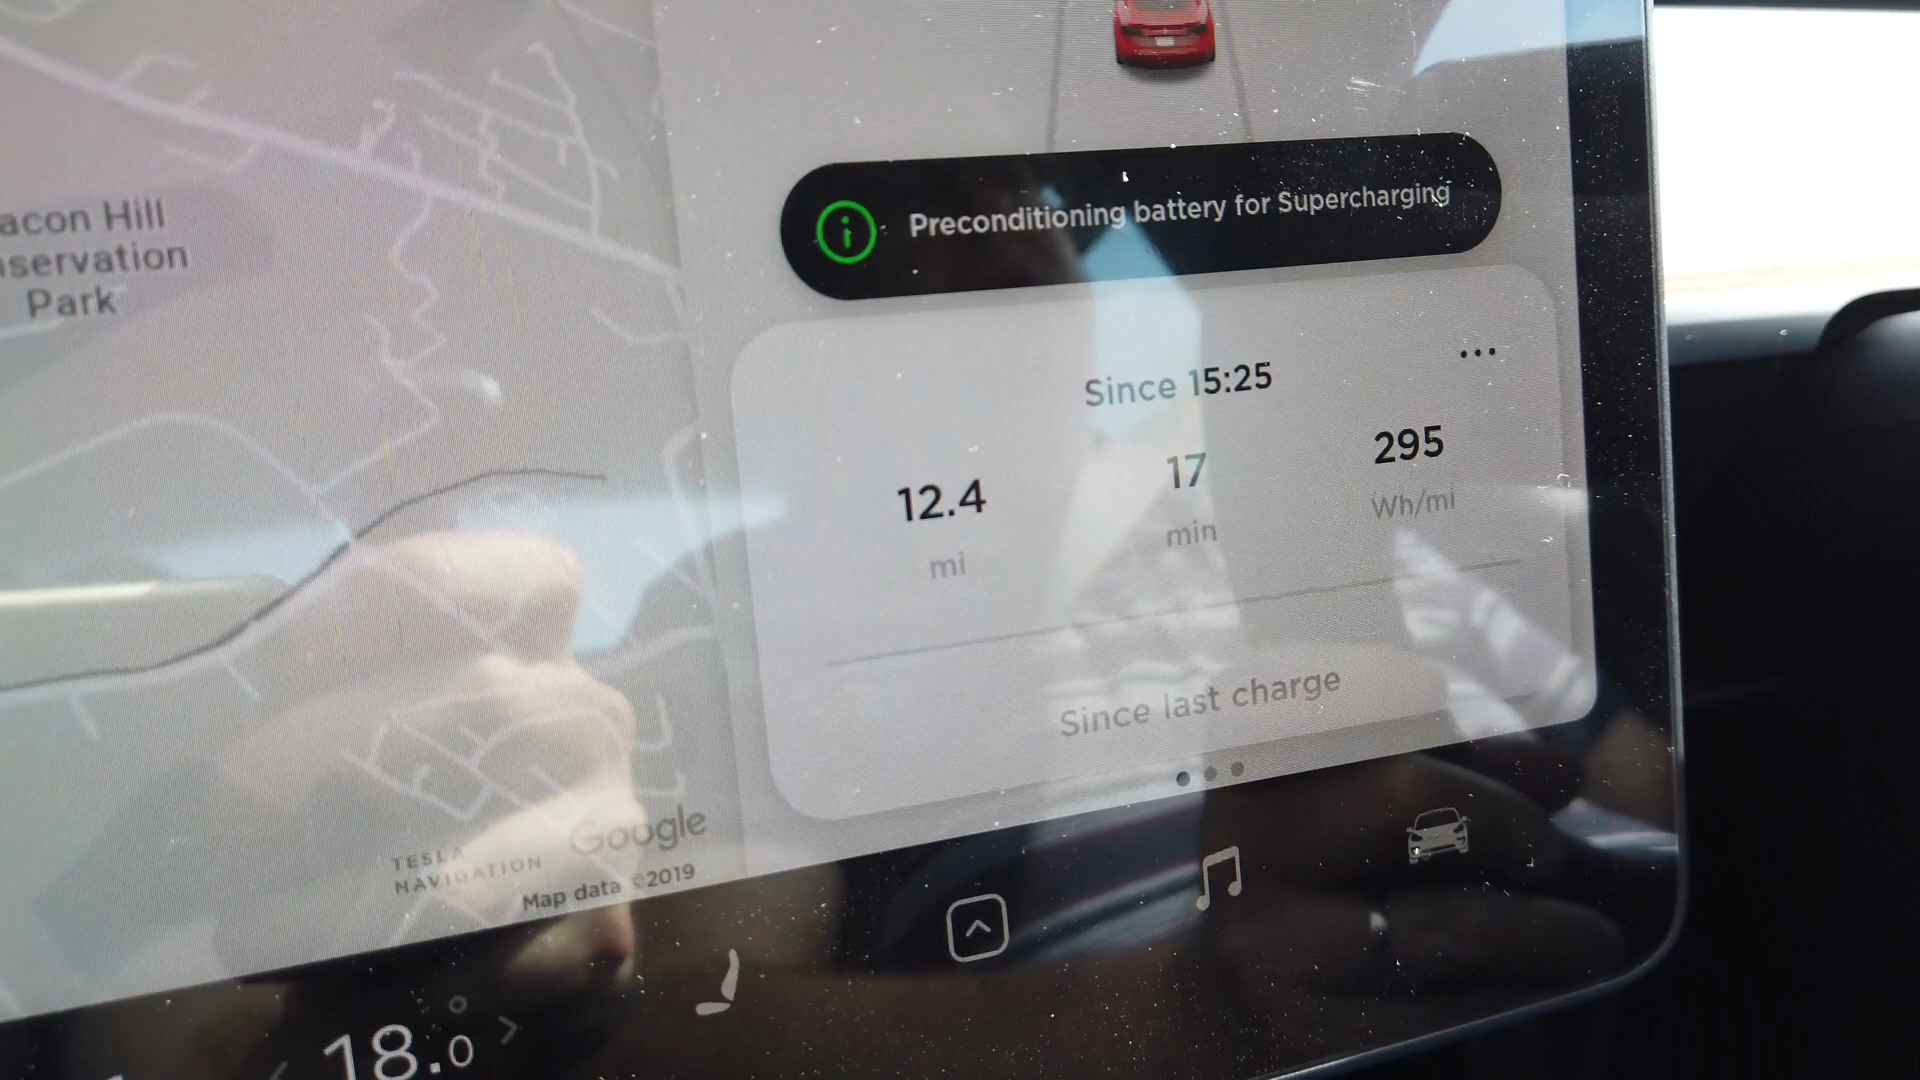 acon Hill
servation
Park
Preconditioning battery for Supercharging
Since 15:25
...
12.4
mi
17
min
295
Wh/mi
Since last charge
TESLA
NAVIGATION
Google
Map data ©2019
18.0°